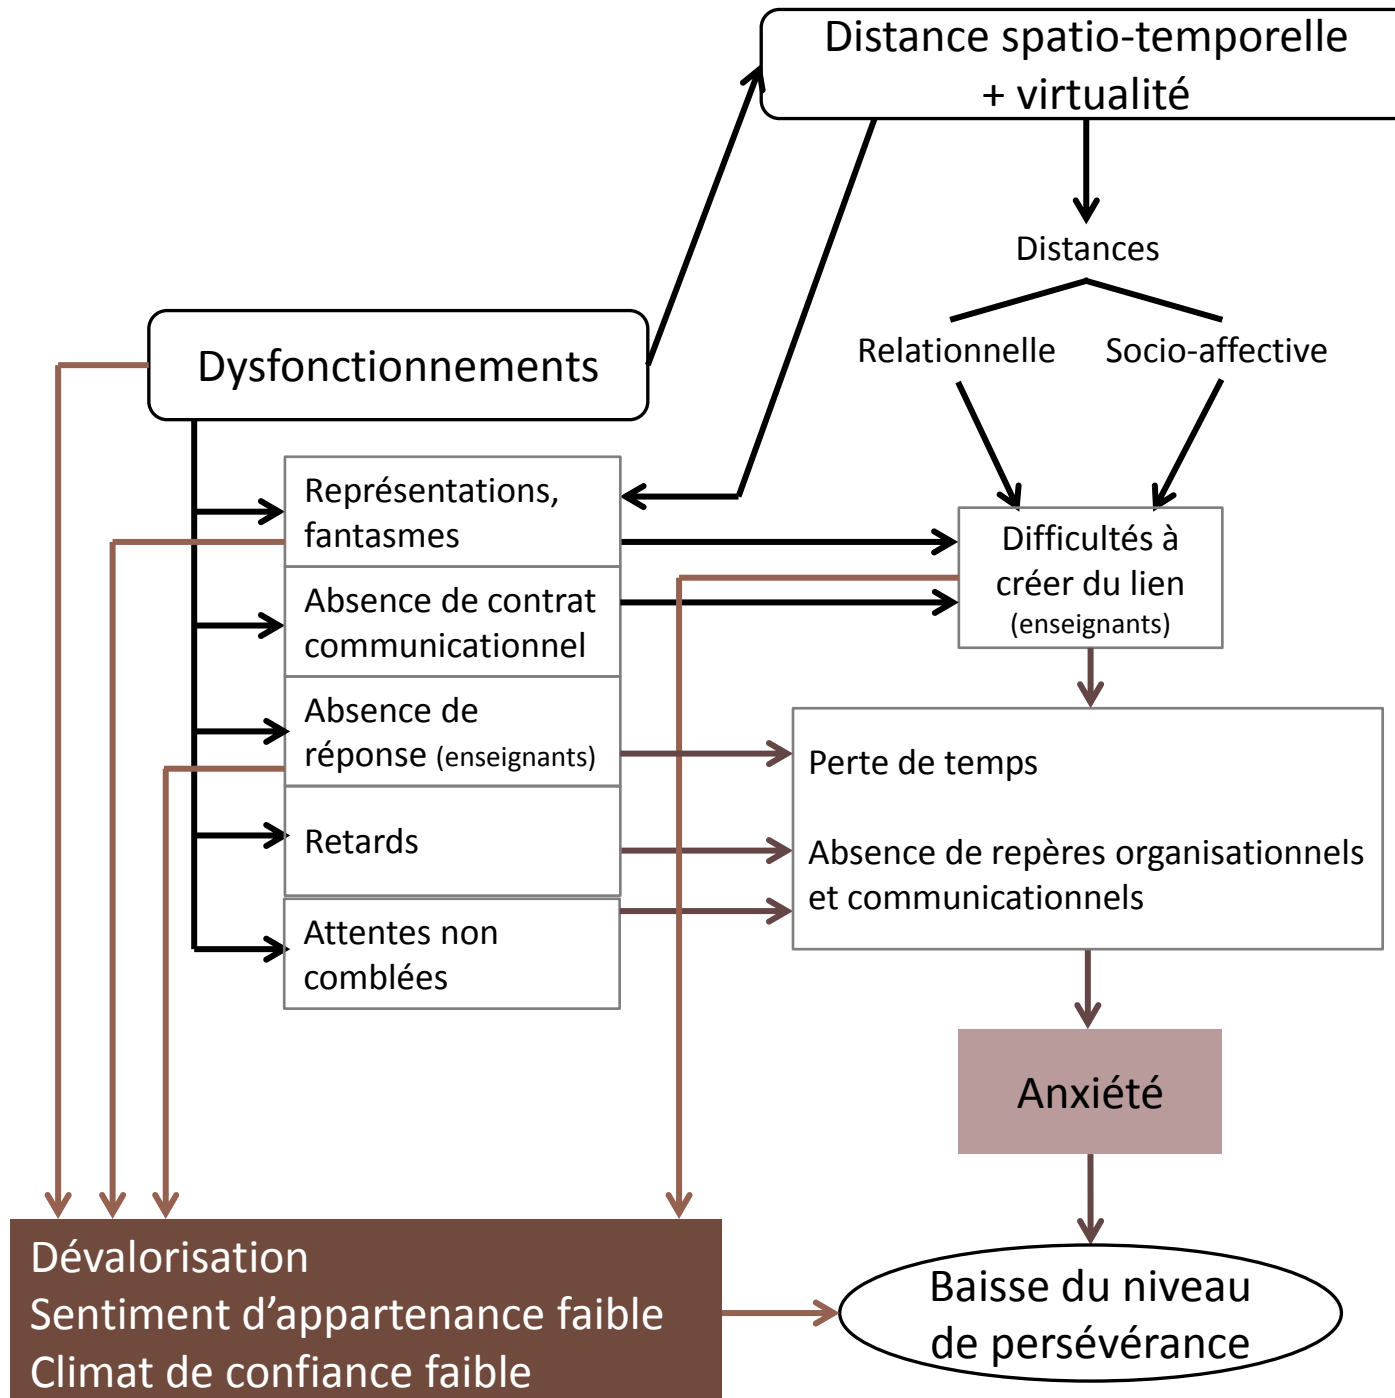 Distance spatio-temporelle
+ virtualité
Distances
Relationnelle
Socio-affective
Dysfonctionnements
Représentations,
fantasmes
Absence de contrat
communicationnel
Absence de
réponse (enseignants)
Retards
Attentes non
comblées
Difficultés à
créer du lien
(enseignants)
Perte de temps
Absence de repères organisationnels
et communicationnels
Anxiété
Dévalorisation
Sentiment d’appartenance faible
Climat de confiance faible
Baisse du niveau
de persévérance